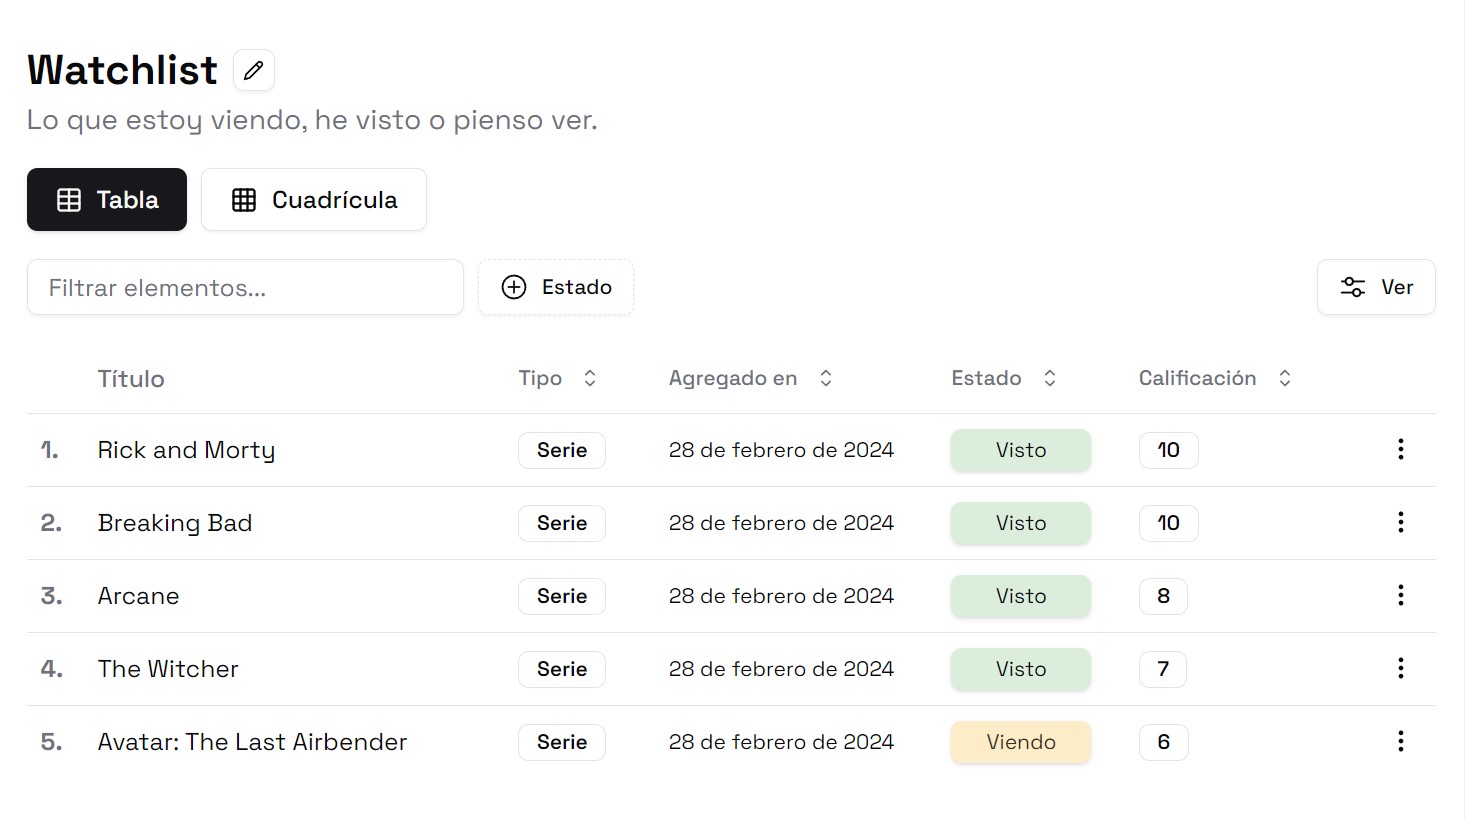 Watchlist
Lo que estoy viendo, he visto o pienso ver.
Tabla Cuadrícula
Filtrar elementos... Estado Ver
Título Tipo Agregado en Estado Calificación
1. Rick and Morty Serie 28 de febrero de 2024 Visto 10
2. Breaking Bad Serie 28 de febrero de 2024 Visto 10
3. Arcane Serie 28 de febrero de 2024 Visto 8
4. The Witcher Serie 28 de febrero de 2024 Visto 7
5. Avatar: The Last Airbender Serie 28 de febrero de 2024 Viendo 6